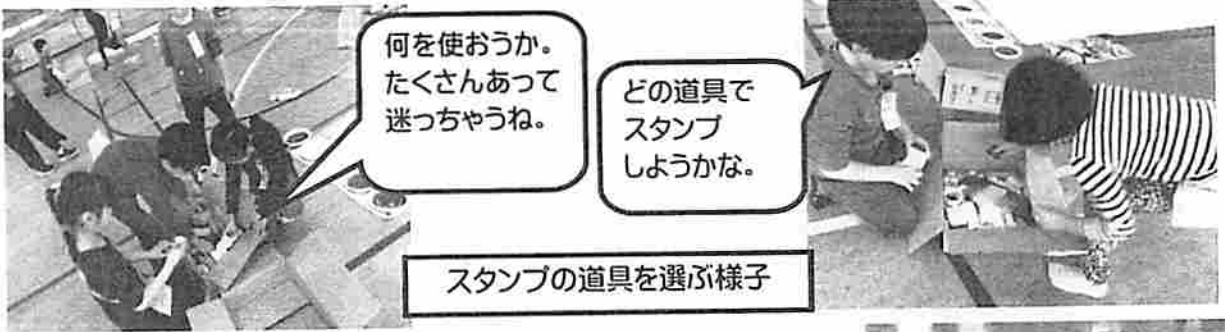 何を使おうか。
たくさんあって
迷っちゃうね。
どの道具で
スタンプ
しようかな。
スタンプの道具を選ぶ様子